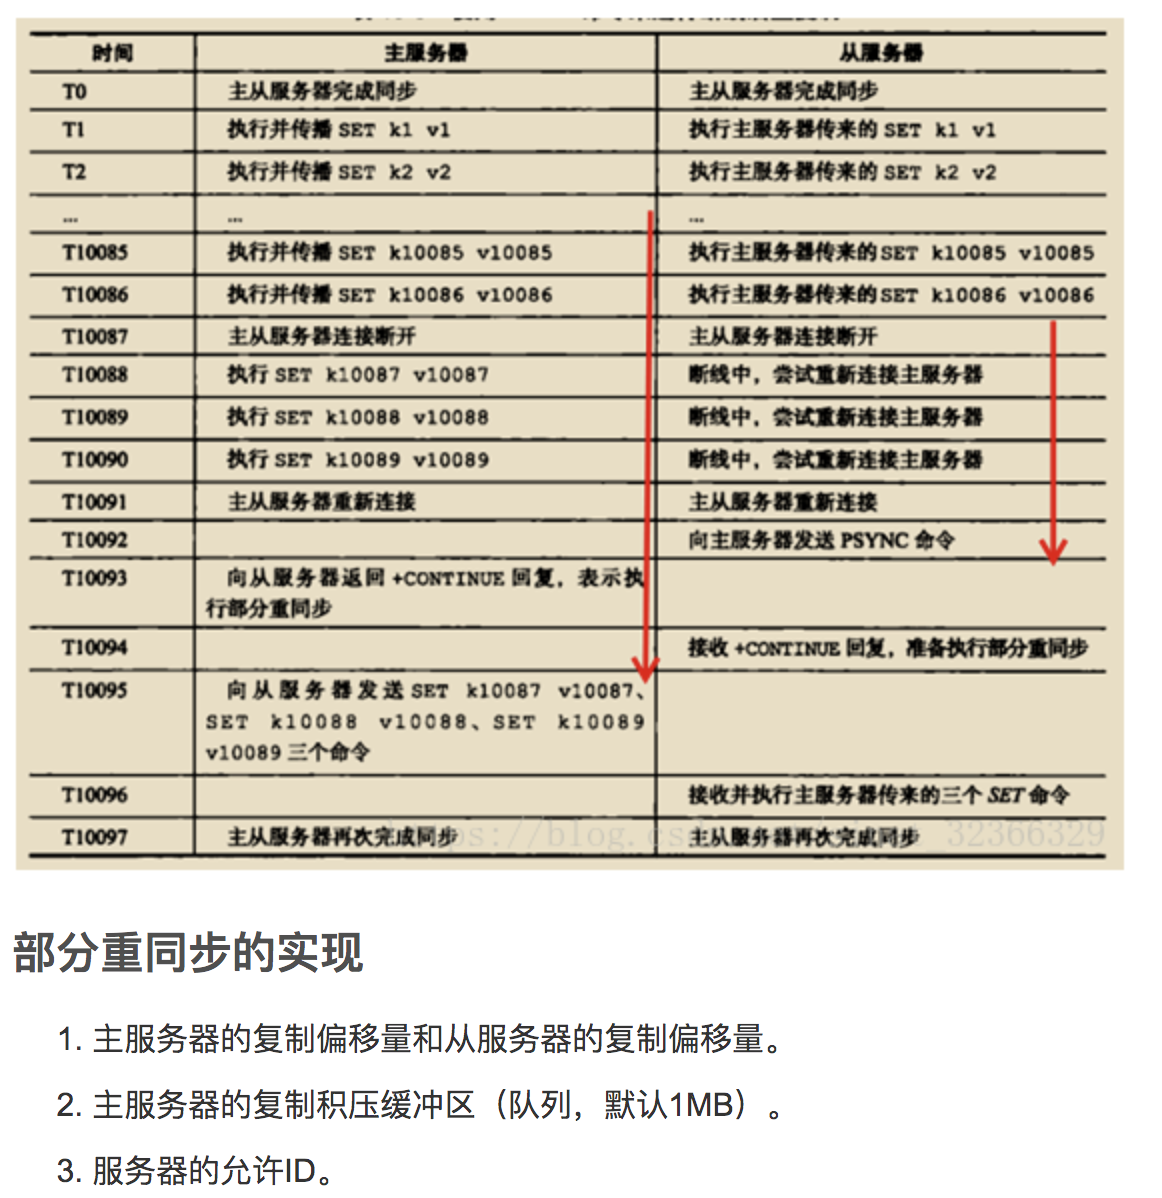 时间 主服务器 从服务器
T0 主从服务器完成同步 主从服务器完成同步
T1 执行并传播 SET k1 v1 执行主服务器传来的 SET k1 v1
T2 执行并传播 SET k2 v2 执行主服务器传来的 SET k2 v2
... ... ...
T10085 执行并传播 SET k10085 v10085 执行主服务器传来的 SET k10085 v10085
T10086 执行并传播 SET k10086 v10086 执行主服务器传来的 SET k10086 v10086
T10087 主从服务器连接断开 主从服务器连接断开
T10088 执行 SET k10087 v10087 断线中，尝试重新连接主服务器
T10089 执行 SET k10088 v10088 断线中，尝试重新连接主服务器
T10090 执行 SET k10089 v10089 断线中，尝试重新连接主服务器
T10091 主从服务器重新连接 主从服务器重新连接
T10092 向主服务器发送 PSYNC 命令
T10093 向从服务器返回 +CONTINUE 回复，表示执
行部分重同步
T10094 接收 +CONTINUE 回复，准备执行部分重同步
T10095 向从服务器发送 SET k10087 v10087、
SET k10088 v10088、SET k10089
v10089 三个命令
T10096 接收并执行主服务器传来的三个 SET 命令
T10097 主从服务器再次完成同步 主从服务器再次完成同步
部分重同步的实现
1. 主服务器的复制偏移量和从服务器的复制偏移量。
2. 主服务器的复制积压缓冲区（队列，默认1MB）。
3. 服务器的允许ID。